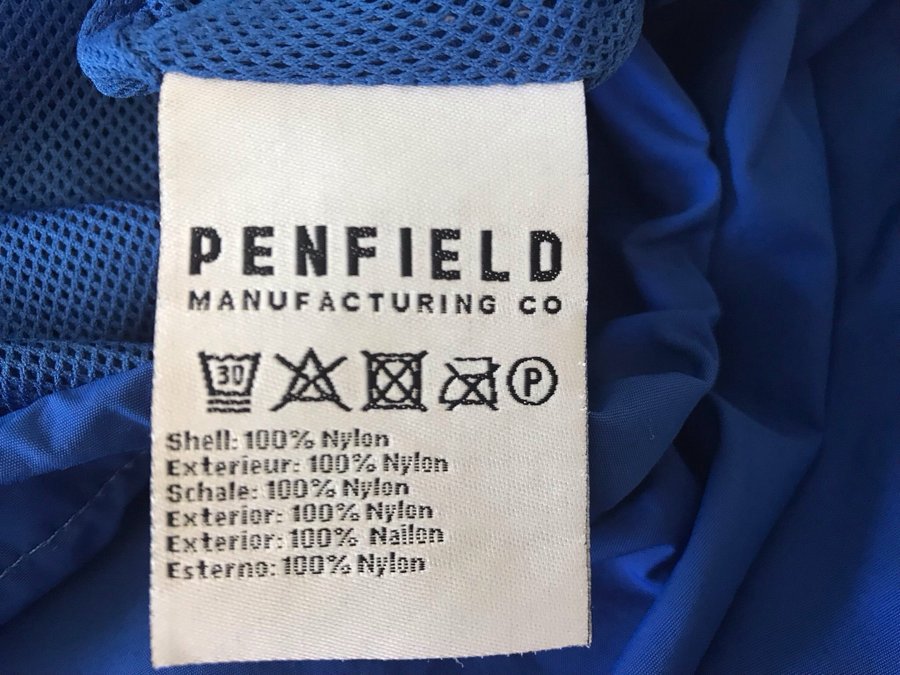 PENFIELD
MANUFACTURING CO
30 P
Shell: 100% Nylon
Exterieur: 100% Nylon
Schale: 100% Nylon
Exterior: 100% Nylon
Exterior: 100% Nailon
Esterno: 100% Nylon